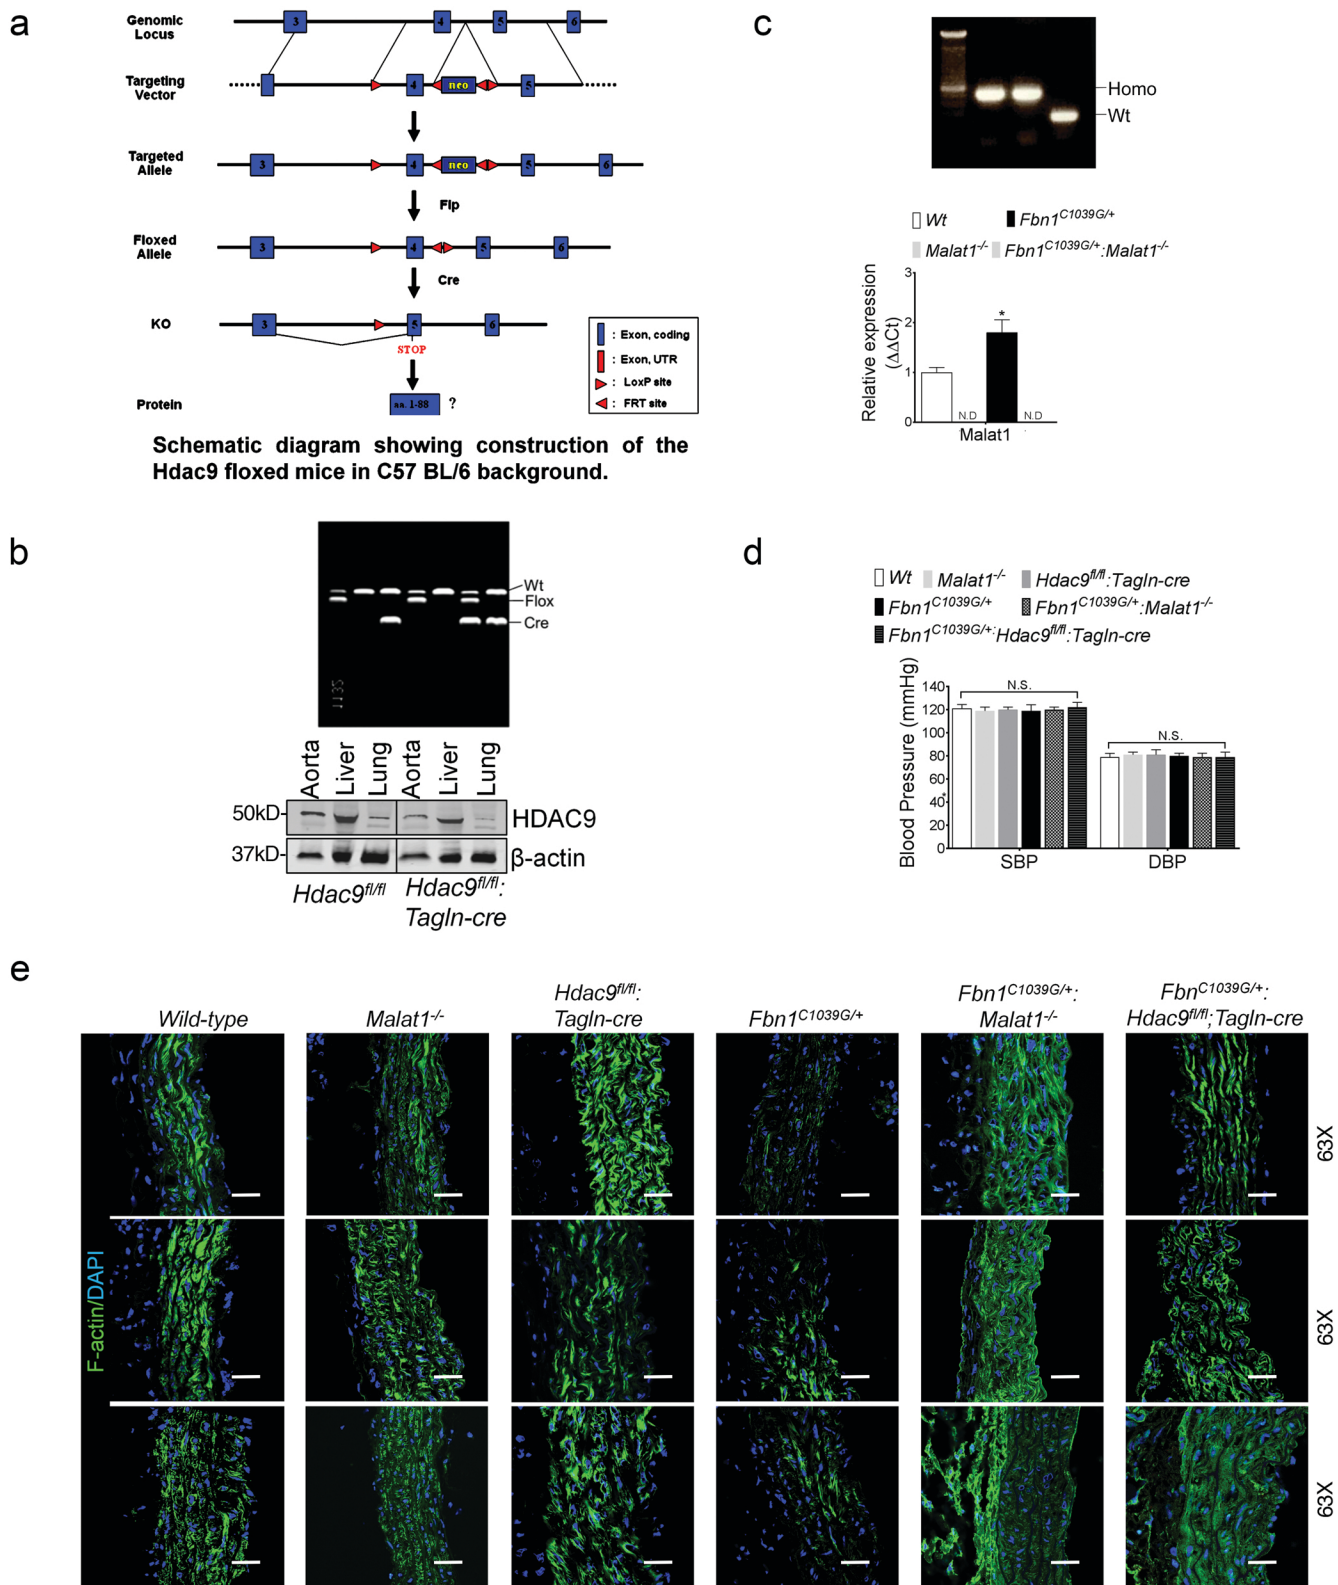 a
Genomic
Locus
3
4
5
6
Targeting
Vector
4
neo
5
Targeted
Allele
3
4
neo
5
6
Flp
Floxed
Allele
3
4
5
6
Cre
KO
3
5
6
STOP
Protein
aa. 1-88
?
: Exon, coding
: Exon, UTR
: LoxP site
: FRT site
Schematic diagram showing construction of the
Hdac9 floxed mice in C57 BL/6 background.
b
Wt
Flox
Cre
Aorta
Liver
Lung
Aorta
Liver
Lung
50kD
HDAC9
37kD
β-actin
Hdac9fl/fl
Hdac9fl/fl:
Tagln-cre
c
Homo
Wt
Wt
Fbn1C1039G/+
Malat1-/-
Fbn1C1039G/+:Malat1-/-
Relative expression
(ΔΔCt)
3
2
1
0
*
N.D
N.D
Malat1
d
Wt
Malat1-/-
Hdac9fl/fl:Tagln-cre
Fbn1C1039G/+
Fbn1C1039G/+:Malat1-/-
Fbn1C1039G/+:Hdac9fl/fl:Tagln-cre
Blood Pressure (mmHg)
140
120
100
80
60
40
20
0
*
N.S.
N.S.
SBP
DBP
e
Wild-type
Malat1-/-
Hdac9fl/fl:
Tagln-cre
Fbn1C1039G/+
Fbn1C1039G/+:
Malat1-/-
FbnC1039G/+:
Hdac9fl/fl;Tagln-cre
F-actin/DAPI
63X
63X
63X